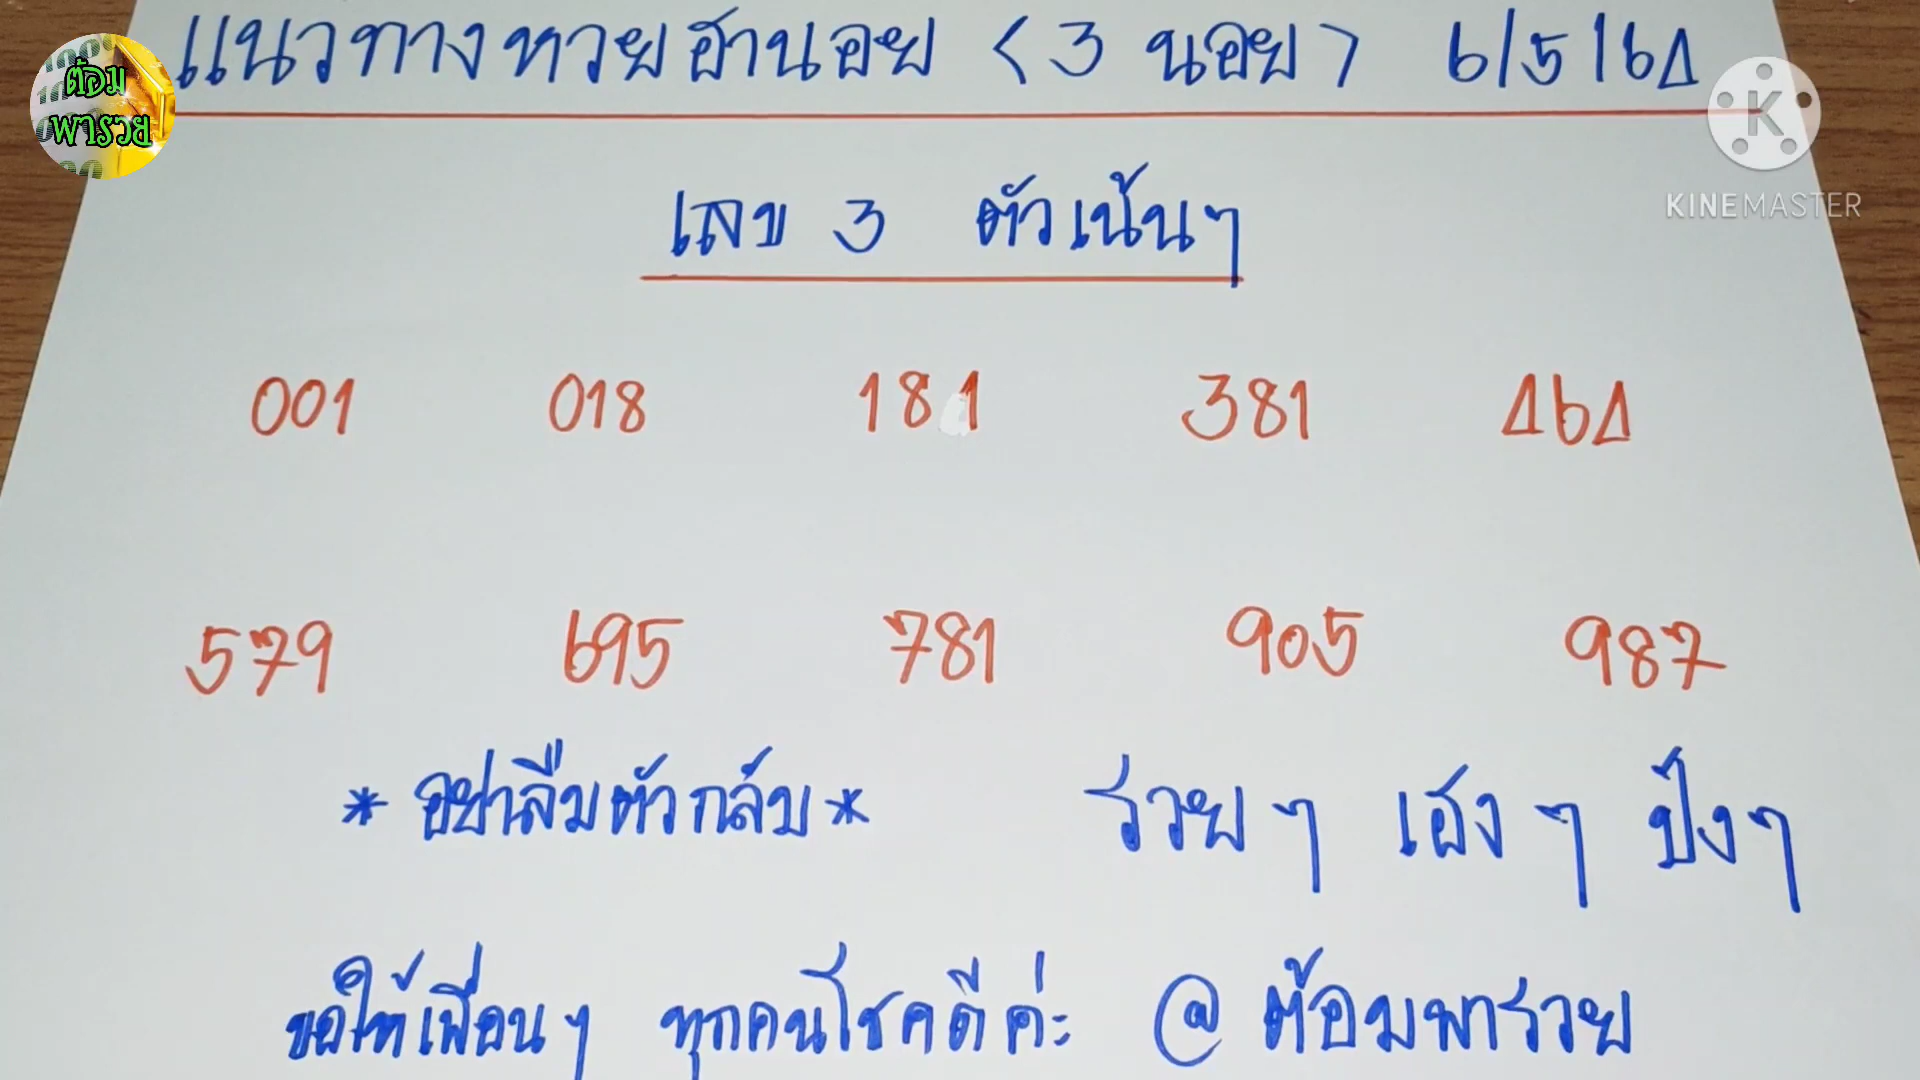 แนวทางหวยฮานอย <3 นอย> 6/5/64
ต้อม
พารวย
K
KINEMASTER
เลข 3 ตัวเน้นๆ
001 018 181 381 464
579 695 781 905 987
*อย่าลืมตัวกลับ* รวยๆ เฮงๆ ปังๆ
ขอให้เพื่อนๆ ทุกคนโชคดีค่ะ @ต้อมพารวย